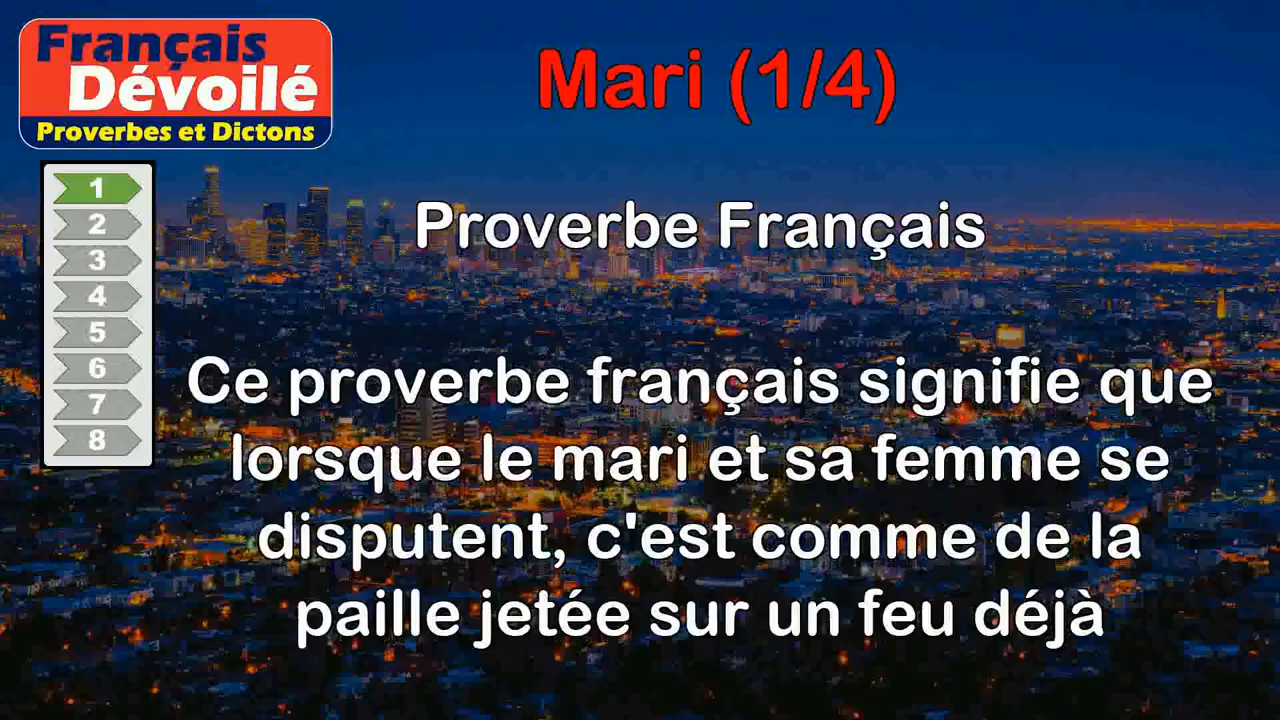 Français
Dévoilé
Proverbes et Dictons
Mari (1/4)
1
2
3
4
5
6
7
8
Proverbe Français
Ce proverbe français signifie que
lorsque le mari et sa femme se
disputent, c'est comme de la
paille jetée sur un feu déjà